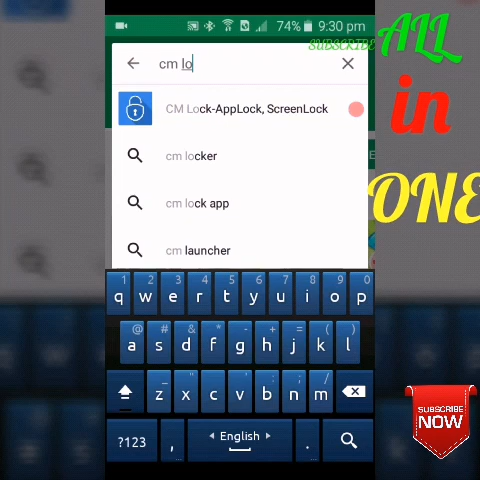 74% 9:30 pm
SUBSCRIBE
ALL
in
ONE
cm lo
CM Lock-AppLock, ScreenLock
cm locker
cm lock app
cm launcher
1 2 3 4 5 6 7 8 9 0
q w e r t y u i o p
@ # & * - + = ( )
a s d f g h j k l
_ " ' : ; /
z x c v b n m
?123 , English . 
SUBSCRIBE
NOW